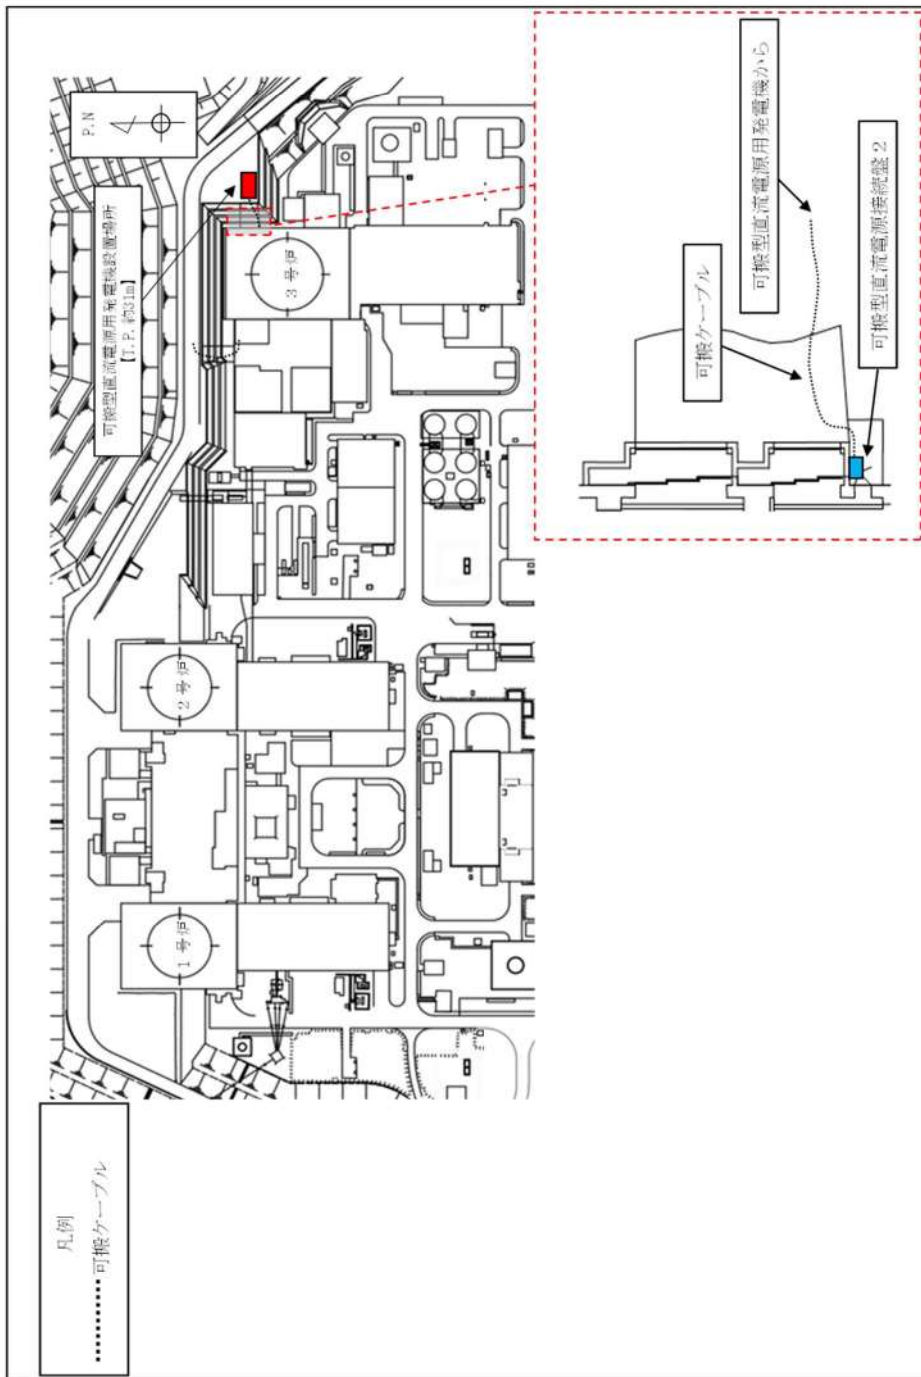 凡例
可搬ケーブル
1号炉
2号炉
3号炉
可搬型直流電源用発電機設置場所
【T.P.約31m】
P.N
可搬ケーブル
可搬型直流電源用発電機から
可搬型直流電源接続盤2